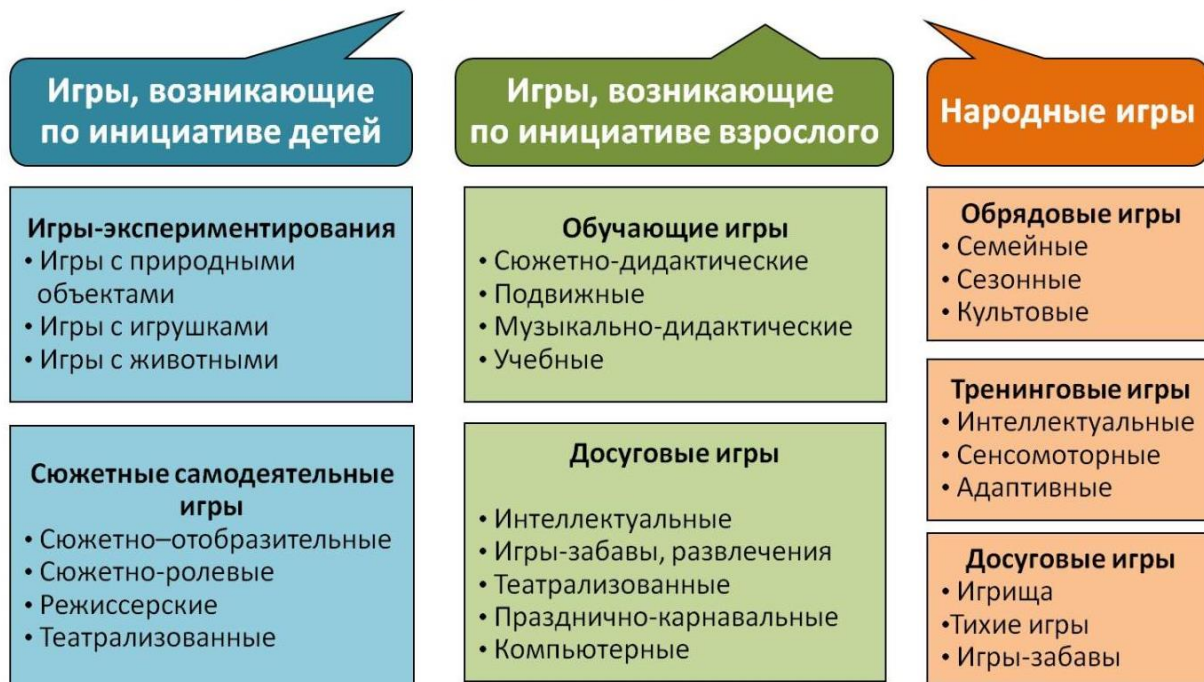 Игры, возникающие
по инициативе детей
Игры-экспериментирования
• Игры с природными
объектами
• Игры с игрушками
• Игры с животными
Сюжетные самодеятельные
игры
• Сюжетно–отобразительные
• Сюжетно-ролевые
• Режиссерские
• Театрализованные
Игры, возникающие
по инициативе взрослого
Обучающие игры
• Сюжетно-дидактические
• Подвижные
• Музыкально-дидактические
• Учебные
Досуговые игры
• Интеллектуальные
• Игры-забавы, развлечения
• Театрализованные
• Празднично-карнавальные
• Компьютерные
Народные игры
Обрядовые игры
• Семейные
• Сезонные
• Культовые
Тренинговые игры
• Интеллектуальные
• Сенсомоторные
• Адаптивные
Досуговые игры
• Игрища
•Тихие игры
• Игры-забавы